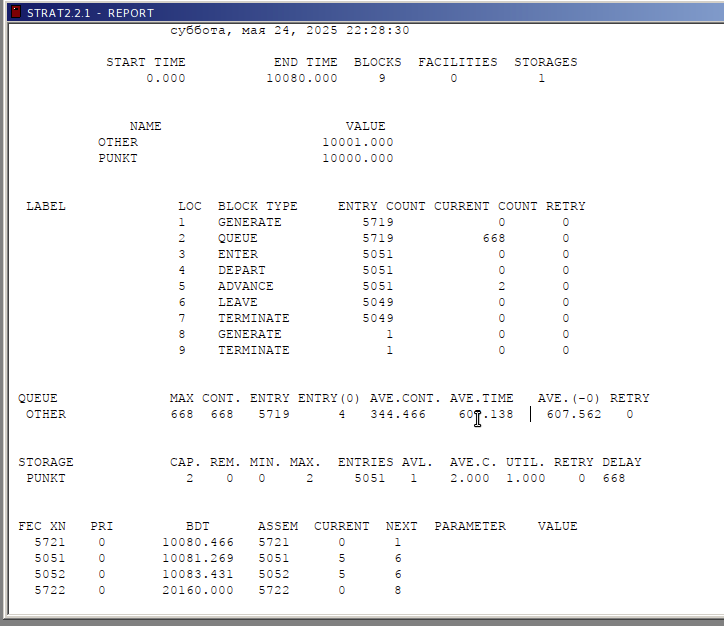 STRAT2.2.1 - REPORT
суббота, мая 24, 2025 22:28:30
START TIME END TIME BLOCKS FACILITIES STORAGES
0.000 10080.000 9 0 1
NAME VALUE
OTHER 10001.000
PUNKT 10000.000
LABEL LOC BLOCK TYPE ENTRY COUNT CURRENT COUNT RETRY
1 GENERATE 5719 0 0
2 QUEUE 5719 668 0
3 ENTER 5051 0 0
4 DEPART 5051 0 0
5 ADVANCE 5051 2 0
6 LEAVE 5049 0 0
7 TERMINATE 5049 0 0
8 GENERATE 1 0 0
9 TERMINATE 1 0 0
QUEUE MAX CONT. ENTRY ENTRY(0) AVE.CONT. AVE.TIME AVE.(-0) RETRY
OTHER 668 668 5719 4 344.466 607.138 607.562 0
STORAGE CAP. REM. MIN. MAX. ENTRIES AVL. AVE.C. UTIL. RETRY DELAY
PUNKT 2 0 0 2 5051 1 2.000 1.000 0 668
FEC XN PRI BDT ASSEM CURRENT NEXT PARAMETER VALUE
5721 0 10080.466 5721 0 1
5051 0 10081.269 5051 5 6
5052 0 10083.431 5052 5 6
5722 0 20160.000 5722 0 8